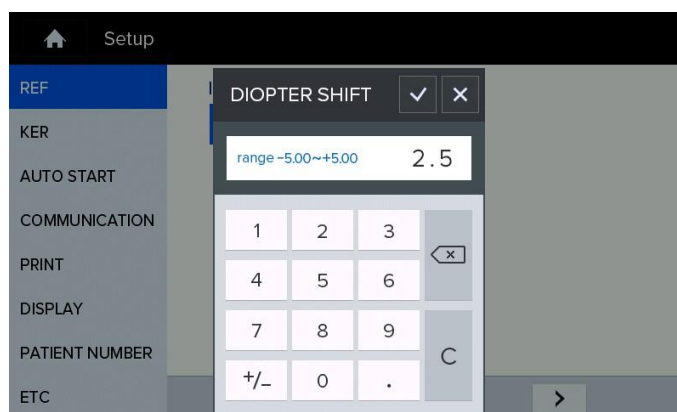 Setup
REF
KER
AUTO START
COMMUNICATION
PRINT
DISPLAY
PATIENT NUMBER
ETC
DIOPTER SHIFT
range -5.00~+5.00 2.5
1 2 3
4 5 6
7 8 9
C
+/- 0 .